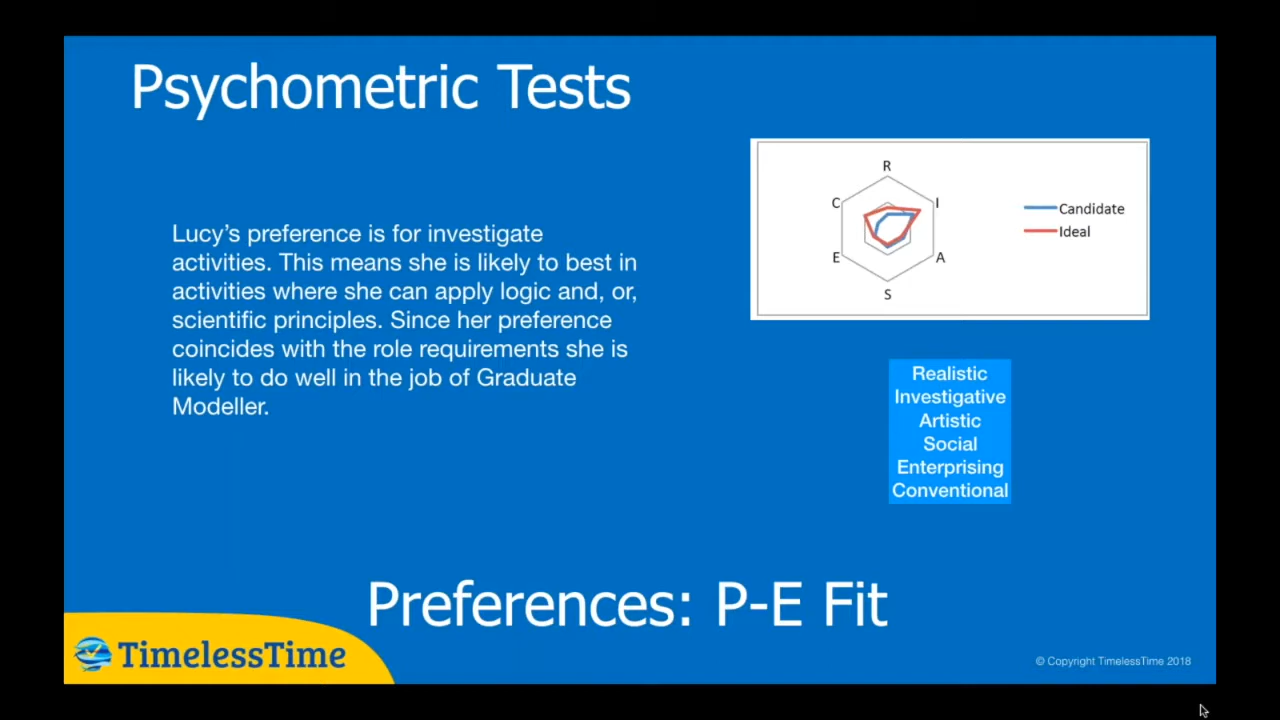 Psychometric Tests
Lucy’s preference is for investigate
activities. This means she is likely to best in
activities where she can apply logic and, or,
scientific principles. Since her preference
coincides with the role requirements she is
likely to do well in the job of Graduate
Modeller.
R
C
I
E
A
S
Candidate
Ideal
Realistic
Investigative
Artistic
Social
Enterprising
Conventional
Preferences: P-E Fit
TimelessTime
© Copyright TimelessTime 2018